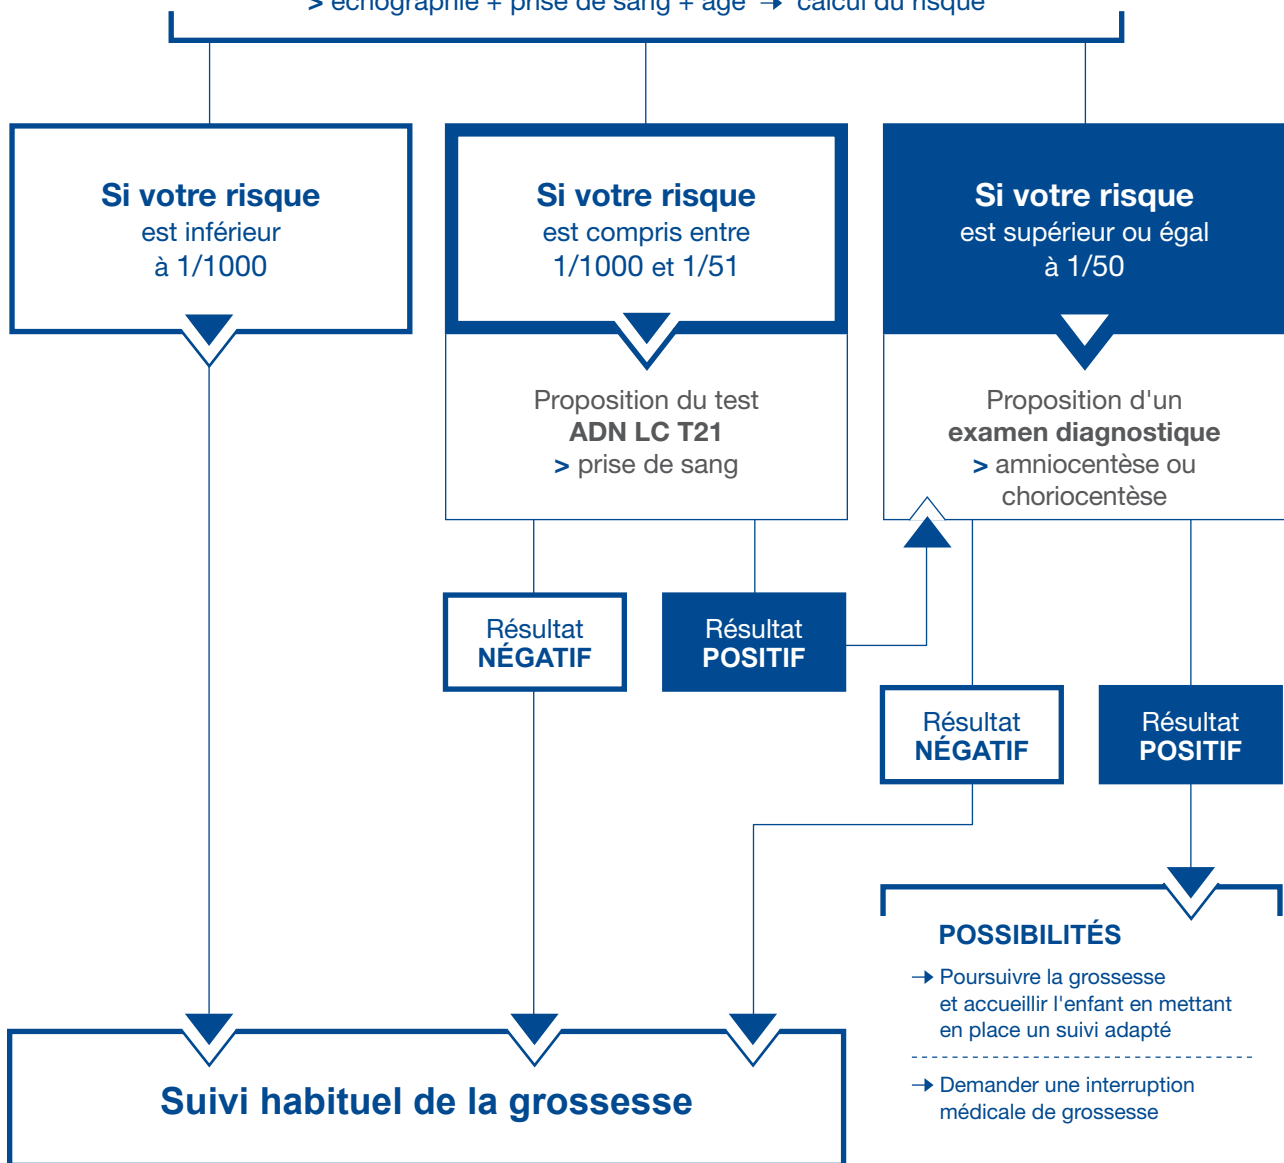 > échographie + prise de sang + âge → calcul du risque
Si votre risque
est inférieur
à 1/1000
Si votre risque
est compris entre
1/1000 et 1/51
Si votre risque
est supérieur ou égal
à 1/50
Proposition du test
ADN LC T21
> prise de sang
Proposition d'un
examen diagnostique
> amniocentèse ou
choriocentèse
Résultat
NÉGATIF
Résultat
POSITIF
Résultat
NÉGATIF
Résultat
POSITIF
POSSIBILITÉS
→ Poursuivre la grossesse
et accueillir l'enfant en mettant
en place un suivi adapté
→ Demander une interruption
médicale de grossesse
Suivi habituel de la grossesse